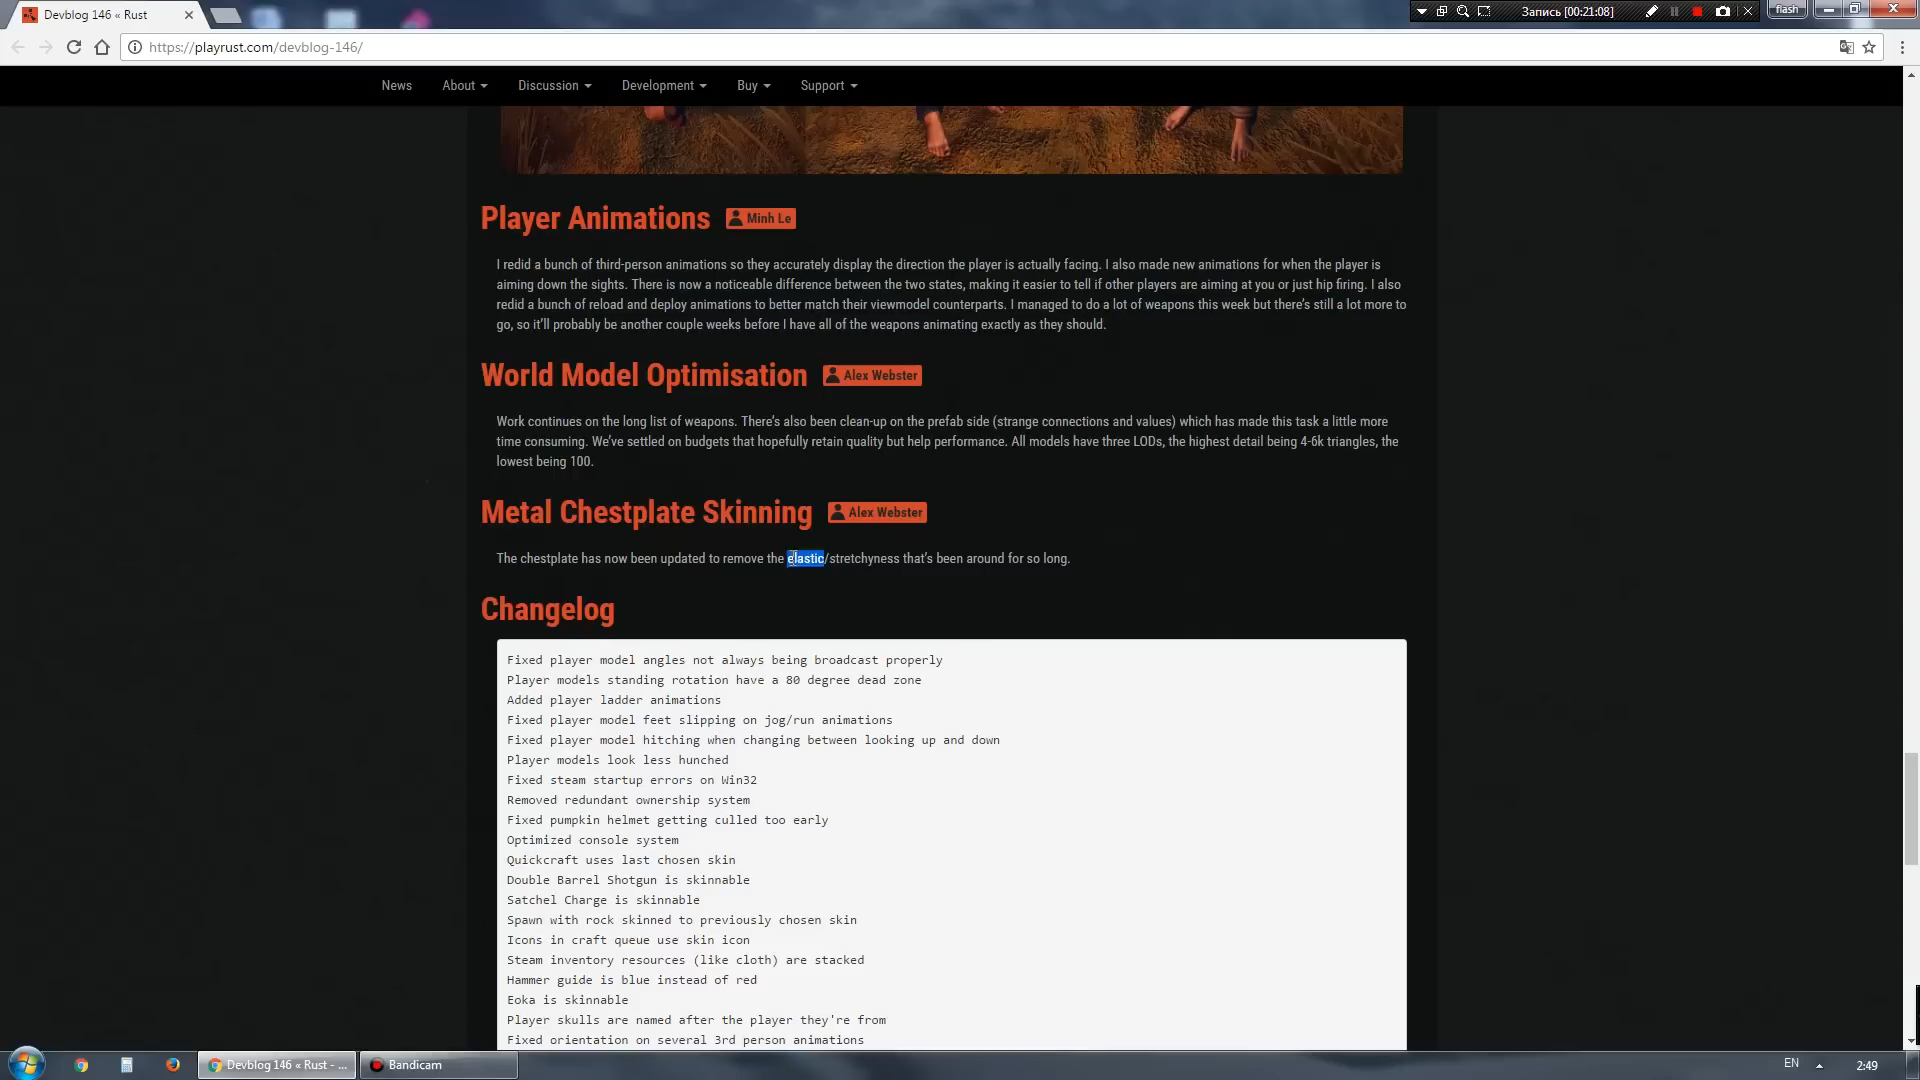 Devblog 146 « Rust
Запись [00:21:08]
flash
https://playrust.com/devblog-146/
News About Discussion Development Buy Support
Player Animations Minh Le
I redid a bunch of third-person animations so they accurately display the direction the player is actually facing. I also made new animations for when the player is
aiming down the sights. There is now a noticeable difference between the two states, making it easier to tell if other players are aiming at you or just hip firing. I also
redid a bunch of reload and deploy animations to better match their viewmodel counterparts. I managed to do a lot of weapons this week but there's still a lot more to
go, so it'll probably be another couple weeks before I have all of the weapons animating exactly as they should.
World Model Optimisation Alex Webster
Work continues on the long list of weapons. There's also been clean-up on the prefab side (strange connections and values) which has made this task a little more
time consuming. We've settled on budgets that hopefully retain quality but help performance. All models have three LODs, the highest detail being 4-6k triangles, the
lowest being 100.
Metal Chestplate Skinning Alex Webster
The chestplate has now been updated to remove the elastic/stretchyness that's been around for so long.
Changelog
Fixed player model angles not always being broadcast properly
Player models standing rotation have a 80 degree dead zone
Added player ladder animations
Fixed player model feet slipping on jog/run animations
Fixed player model hitching when changing between looking up and down
Player models look less hunched
Fixed steam startup errors on Win32
Removed redundant ownership system
Fixed pumpkin helmet getting culled too early
Optimized console system
Quickcraft uses last chosen skin
Double Barrel Shotgun is skinnable
Satchel Charge is skinnable
Spawn with rock skinned to previously chosen skin
Icons in craft queue use skin icon
Steam inventory resources (like cloth) are stacked
Hammer guide is blue instead of red
Eoka is skinnable
Player skulls are named after the player they're from
Fixed orientation on several 3rd person animations
Devblog 146 « Rust - ...
Bandicam
EN
2:49